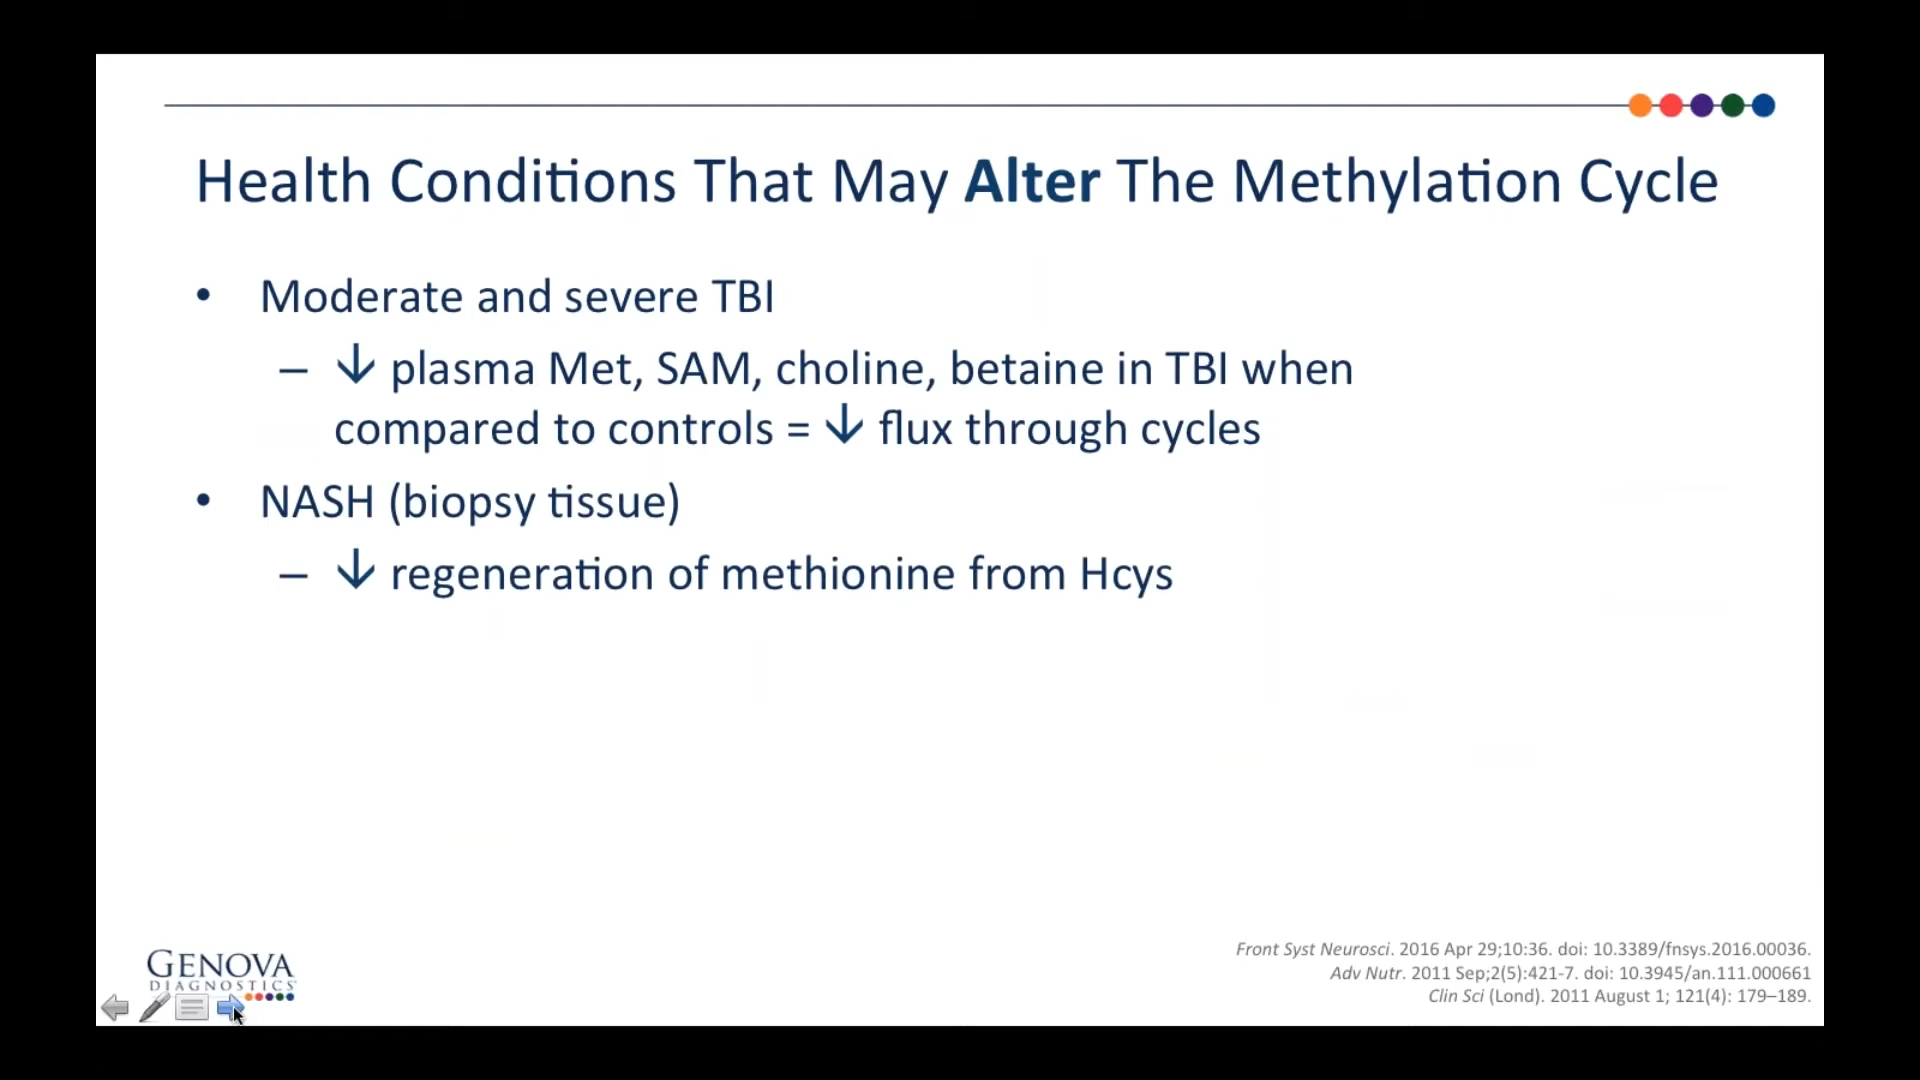 Health Conditions That May Alter The Methylation Cycle
• Moderate and severe TBI
– ↓ plasma Met, SAM, choline, betaine in TBI when
compared to controls = ↓ flux through cycles
• NASH (biopsy tissue)
– ↓ regeneration of methionine from Hcys
GENOVA
DIAGNOSTICS
Front Syst Neurosci. 2016 Apr 29;10:36. doi: 10.3389/fnsys.2016.00036.
Adv Nutr. 2011 Sep;2(5):421-7. doi: 10.3945/an.111.000661
Clin Sci (Lond). 2011 August 1; 121(4): 179–189.